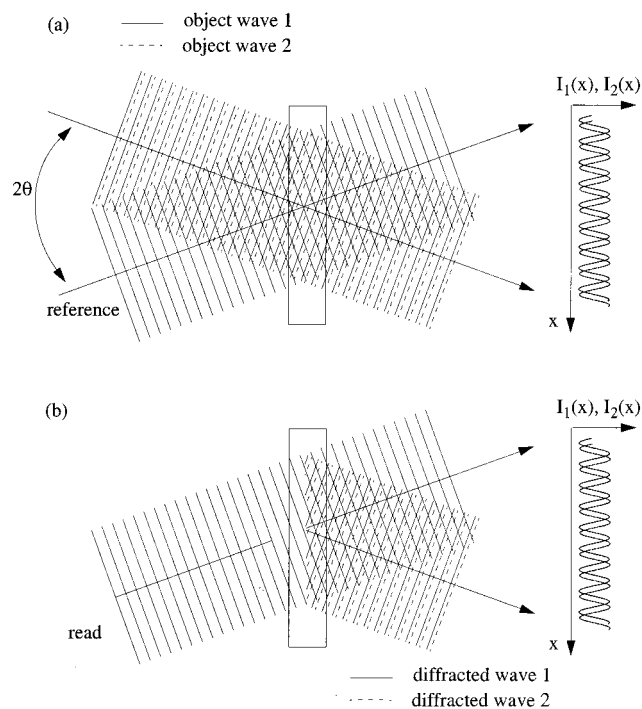 (a)
object wave 1
object wave 2
I₁(x), I₂(x)
2θ
reference
x
(b)
I₁(x), I₂(x)
read
x
diffracted wave 1
diffracted wave 2